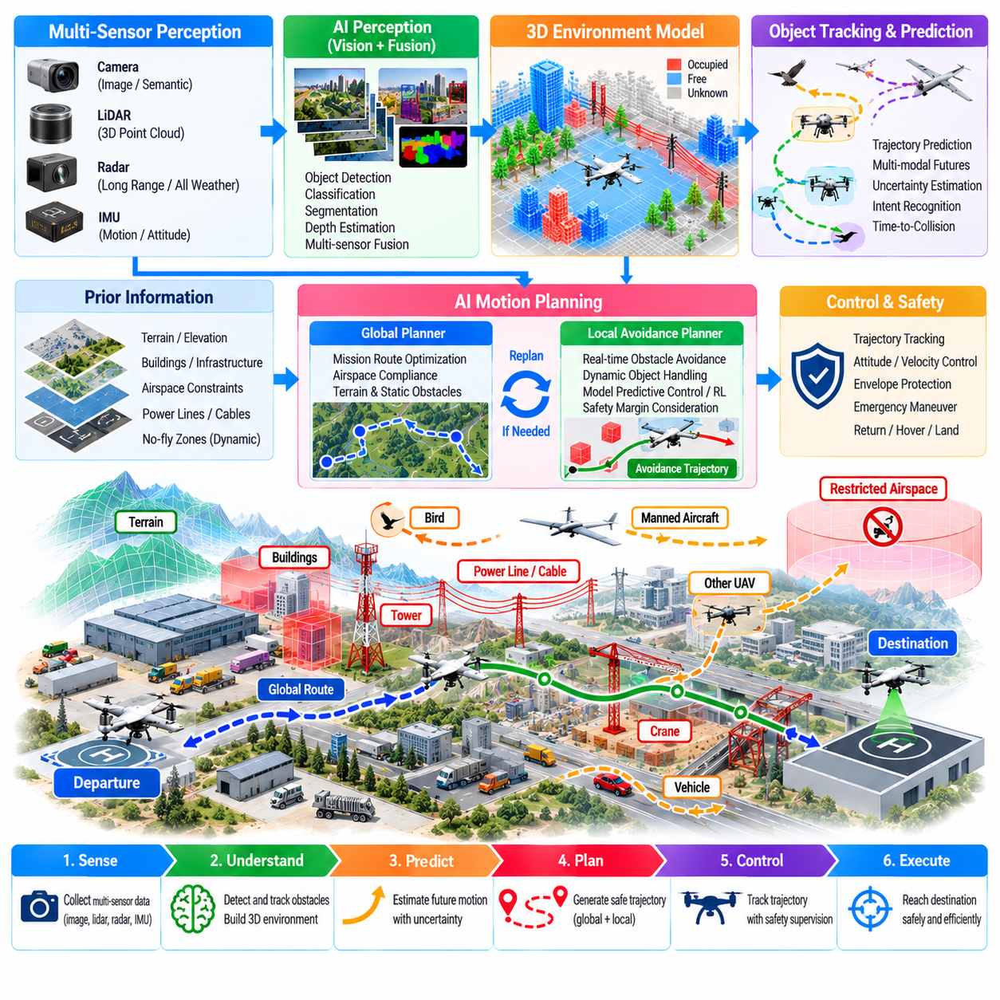 Multi-Sensor Perception
Camera
(Image / Semantic)
LiDAR
(3D Point Cloud)
Radar
(Long Range / All Weather)
IMU
(Motion / Attitude)
AI Perception
(Vision + Fusion)
Object Detection
Classification
Segmentation
Depth Estimation
Multi-sensor Fusion
3D Environment Model
Occupied
Free
Unknown
Object Tracking & Prediction
Trajectory Prediction
Multi-modal Futures
Uncertainty Estimation
Intent Recognition
Time-to-Collision
Prior Information
Terrain / Elevation
Buildings / Infrastructure
Airspace Constraints
Power Lines / Cables
No-fly Zones (Dynamic)
AI Motion Planning
Global Planner
Mission Route Optimization
Airspace Compliance
Terrain & Static Obstacles
Replan
If Needed
Local Avoidance Planner
Real-time Obstacle Avoidance
Dynamic Object Handling
Model Predictive Control / RL
Safety Margin Consideration
Avoidance Trajectory
Control & Safety
Trajectory Tracking
Attitude / Velocity Control
Envelope Protection
Emergency Maneuver
Return / Hover / Land
Restricted Airspace
Terrain
Bird
Manned Aircraft
Buildings
Power Line / Cable
Other UAV
Tower
Destination
Global Route
Crane
H
H
Departure
Vehicle
1. Sense
Collect multi-sensor data
(image, lidar, radar, IMU)
2. Understand
Detect and track obstacles
Build 3D environment
3. Predict
Estimate future motion
with uncertainty
4. Plan
Generate safe trajectory
(global + local)
5. Control
Track trajectory
with safety supervision
6. Execute
Reach destination
safely and efficiently